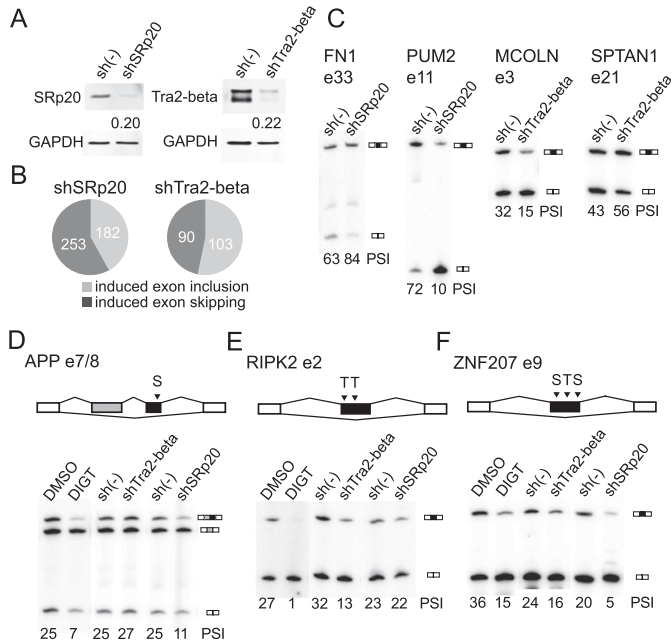 A
sh(-)
shSRp20
SRp20
0.20
GAPDH
sh(-)
shTra2-beta
Tra2-beta
0.22
GAPDH
B
shSRp20
253
182
shTra2-beta
90
103
induced exon inclusion
induced exon skipping
C
FN1
e33
sh(-)
shSRp20
63 84 PSI
PUM2
e11
sh(-)
shSRp20
72 10 PSI
MCOLN
e3
sh(-)
shTra2-beta
32 15 PSI
SPTAN1
e21
sh(-)
shTra2-beta
43 56 PSI
D
APP e7/8
S
DMSO
DIGT
sh(-)
shTra2-beta
sh(-)
shSRp20
25 7 25 27 25 11 PSI
E
RIPK2 e2
TT
DMSO
DIGT
sh(-)
shTra2-beta
sh(-)
shSRp20
27 1 32 13 23 22 PSI
F
ZNF207 e9
STS
DMSO
DIGT
sh(-)
shTra2-beta
sh(-)
shSRp20
36 15 24 16 20 5 PSI